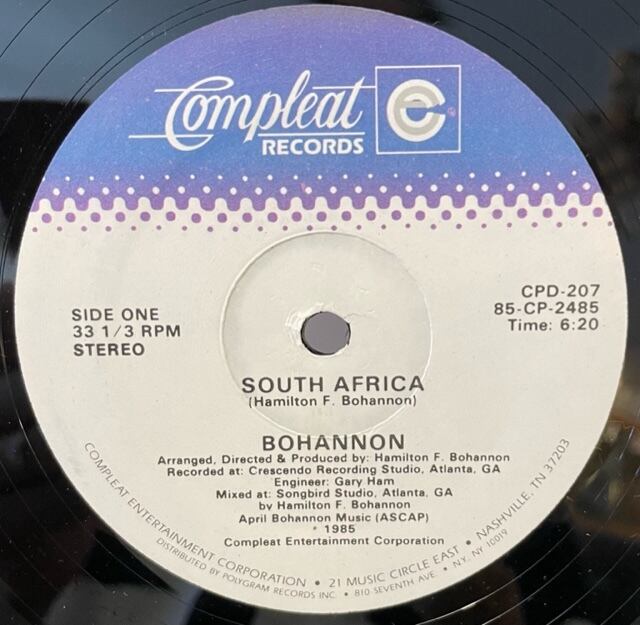 Compleat
RECORDS
SIDE ONE
33 1/3 RPM
STEREO
CPD-207
85-CP-2485
Time: 6:20
SOUTH AFRICA
(Hamilton F. Bohannon)
BOHANNON
Arranged, Directed & Produced by: Hamilton F. Bohannon
Recorded at: Crescendo Recording Studio, Atlanta, GA
Engineer: Gary Ham
Mixed at: Songbird Studio, Atlanta, GA
by Hamilton F. Bohannon
April Bohannon Music (ASCAP)
1985
Compleat Entertainment Corporation
COMPLEAT ENTERTAINMENT CORPORATION • 21 MUSIC CIRCLE EAST • NASHVILLE, TN 37203
DISTRIBUTED BY POLYGRAM RECORDS INC. • 810 SEVENTH AVE. • N.Y. NY 10019